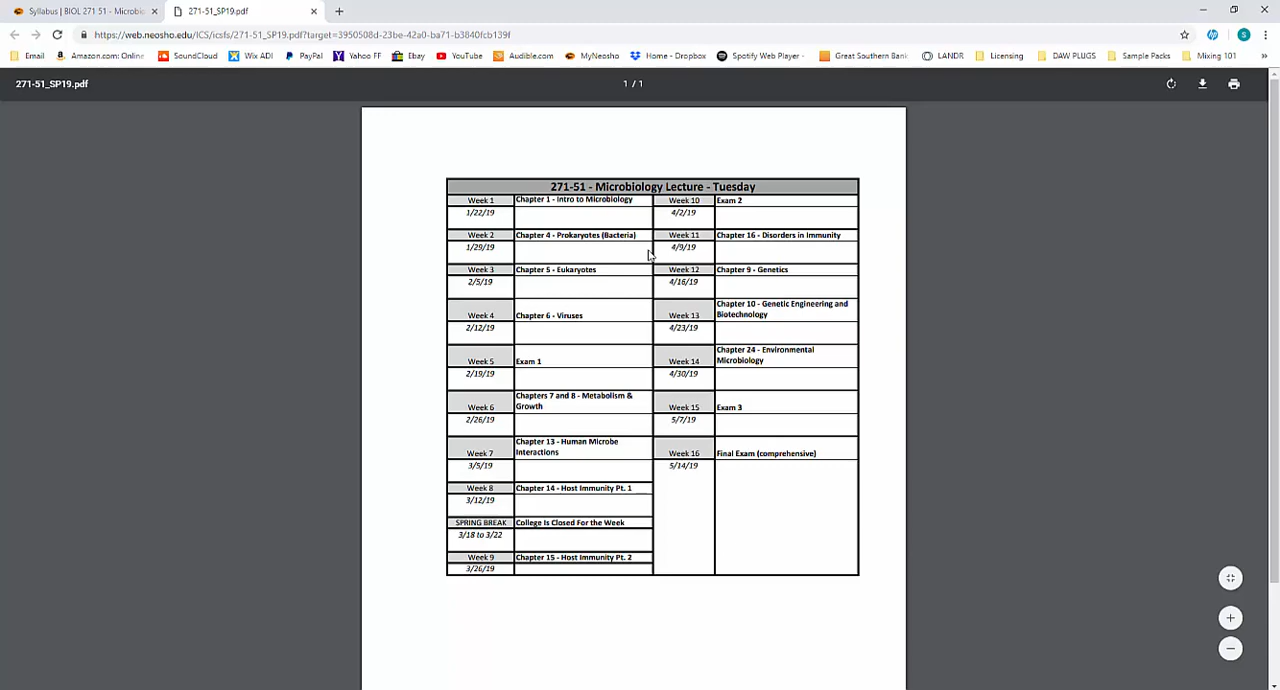 Syllabus | BIOL 271 51 - Microbi
271-51_SP19.pdf
https://web.neosho.edu/ICS/icsfs/271-51_SP19.pdf?target=3950508d-23be-42a0-ba71-b3840fcb139f
Email
Amazon.com: Online
SoundCloud
Wix ADI
PayPal
Yahoo FF
Ebay
YouTube
Audible.com
MyNeosho
Home - Dropbox
Spotify Web Player -
Great Southern Bank
LANDR
Licensing
DAW PLUGS
Sample Packs
Mixing 101
271-51_SP19.pdf
1 / 1
271-51 - Microbiology Lecture - Tuesday
Week 1 Chapter 1 - Intro to Microbiology
1/22/19
Week 2 Chapter 4 - Prokaryotes (Bacteria)
1/29/19
Week 3 Chapter 5 - Eukaryotes
2/5/19
Week 4 Chapter 6 - Viruses
2/12/19
Week 5 Exam 1
2/19/19
Week 6 Chapters 7 and 8 - Metabolism &
Growth
2/26/19
Week 7 Chapter 13 - Human Microbe
Interactions
3/5/19
Week 8 Chapter 14 - Host Immunity Pt. 1
3/12/19
SPRING BREAK College Is Closed For the Week
3/18 to 3/22
Week 9 Chapter 15 - Host Immunity Pt. 2
3/26/19
Week 10 Exam 2
4/2/19
Week 11 Chapter 16 - Disorders in Immunity
4/9/19
Week 12 Chapter 9 - Genetics
4/16/19
Week 13 Chapter 10 - Genetic Engineering and
Biotechnology
4/23/19
Week 14 Chapter 24 - Environmental
Microbiology
4/30/19
Week 15 Exam 3
5/7/19
Week 16 Final Exam (comprehensive)
5/14/19